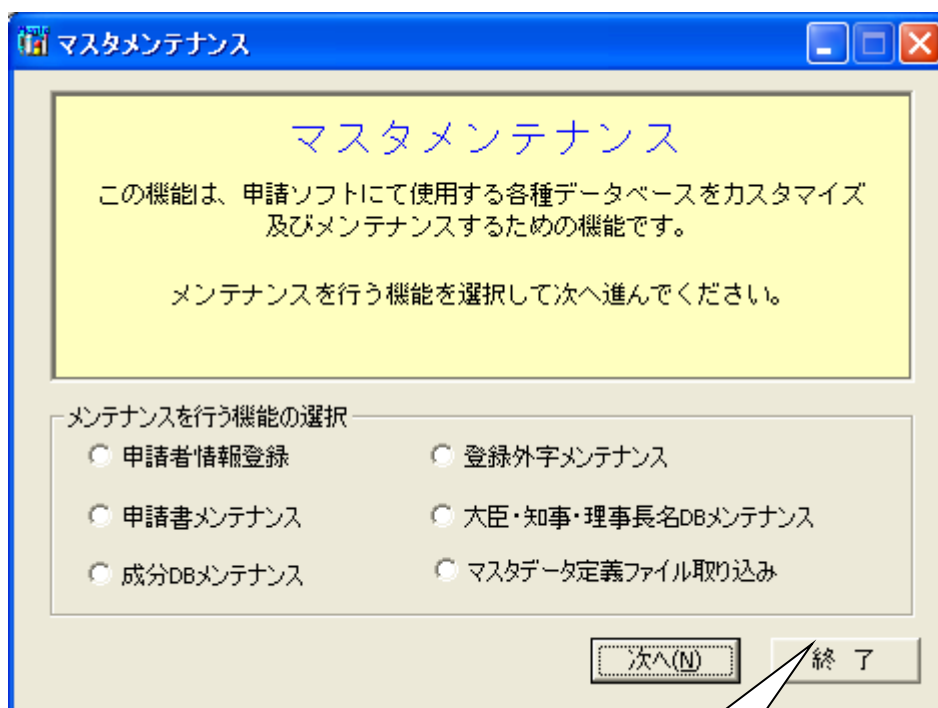 マスタメンテナンス
マスタメンテナンス
この機能は、申請ソフトにて使用する各種データベースをカスタマイズ
及びメンテナンスするための機能です。
メンテナンスを行う機能を選択して次へ進んでください。
メンテナンスを行う機能の選択
申請者情報登録
登録外字メンテナンス
申請書メンテナンス
大臣・知事・理事長名DBメンテナンス
成分DBメンテナンス
マスタデータ定義ファイル取り込み
次へ(N)
終 了